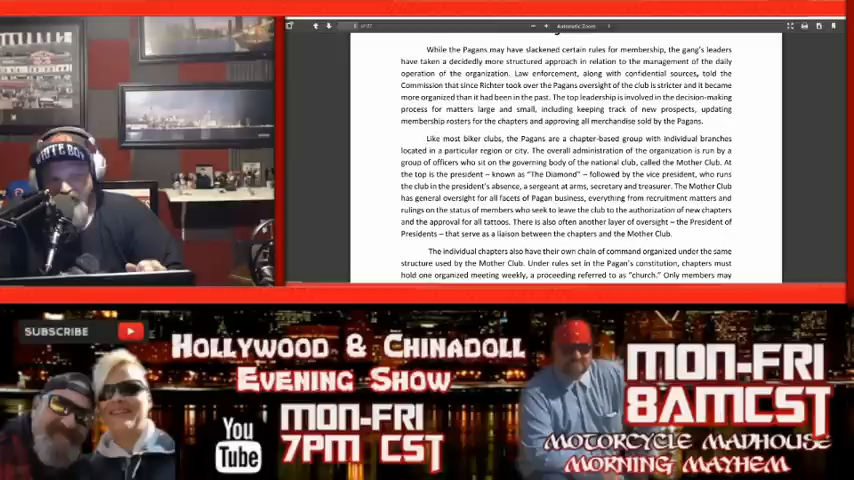 WHITE BOY
Automatic Zoom
While the Pagans may have slackened certain rules for membership, the gang's leaders
have taken a decidedly more structured approach in relation to the management of the daily
operation of the organization. Law enforcement, along with confidential sources, told the
Commission that since Richter took over the Pagans oversight of the club is stricter and it became
more organized than it had been in the past. The top leadership is involved in the decision-making
process for matters large and small, including keeping track of new prospects, updating
membership rosters for the chapters and approving all merchandise sold by the Pagans.
Like most biker clubs, the Pagans are a chapter-based group with individual branches
located in a particular region or city. The overall administration of the organization is run by a
group of officers who sit on the governing body of the national club, called the Mother Club. At
the top is the president – known as "The Diamond" – followed by the vice president, who runs
the club in the president's absence, a sergeant at arms, secretary and treasurer. The Mother Club
has general oversight for all facets of Pagan business, everything from recruitment matters and
rulings on the status of members who seek to leave the club to the authorization of new chapters
and the approval for all tattoos. There is also often another layer of oversight – the President of
Presidents – that serve as a liaison between the chapters and the Mother Club.
The individual chapters also have their own chain of command organized under the same
structure used by the Mother Club. Under rules set in the Pagan's constitution, chapters must
hold one organized meeting weekly, a proceeding referred to as "church." Only members may
SUBSCRIBE
HOLLYWOOD & CHINADOLL
EVENING SHOW
You
Tube
MON-FRI
7PM CST
MON-FRI
8AMCST
MOTORCYCLE MADHOUSE
MORNING MAYHEM